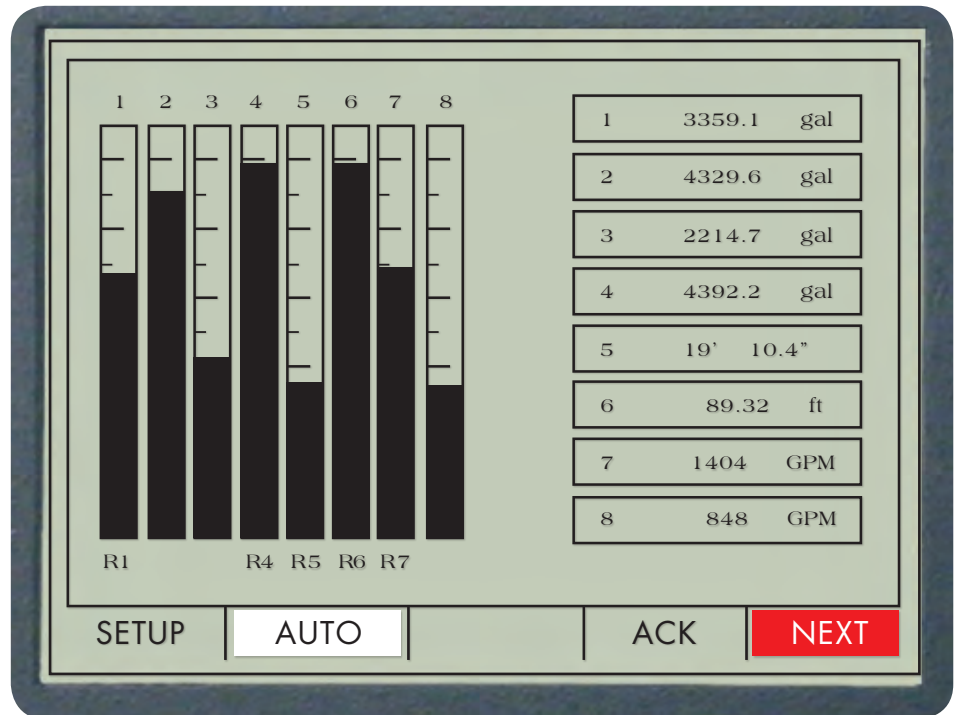 1 2 3 4 5 6 7 8
1 3359.1 gal
2 4329.6 gal
3 2214.7 gal
4 4392.2 gal
5 19' 10.4"
6 89.32 ft
7 1404 GPM
8 848 GPM
R1 R4 R5 R6 R7
SETUP AUTO ACK NEXT